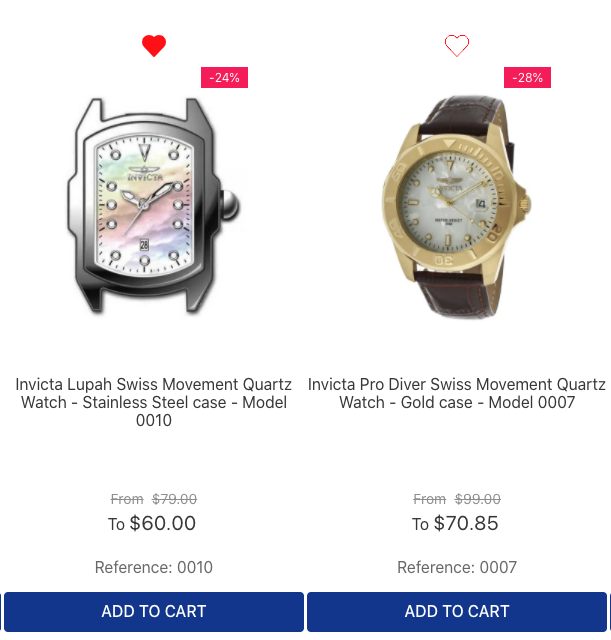 -24%
-28%
INVICTA
28
INVICTA
Invicta Lupah Swiss Movement Quartz
Watch - Stainless Steel case - Model
0010
Invicta Pro Diver Swiss Movement Quartz
Watch - Gold case - Model 0007
From $79.00
To $60.00
From $99.00
To $70.85
Reference: 0010
Reference: 0007
ADD TO CART
ADD TO CART